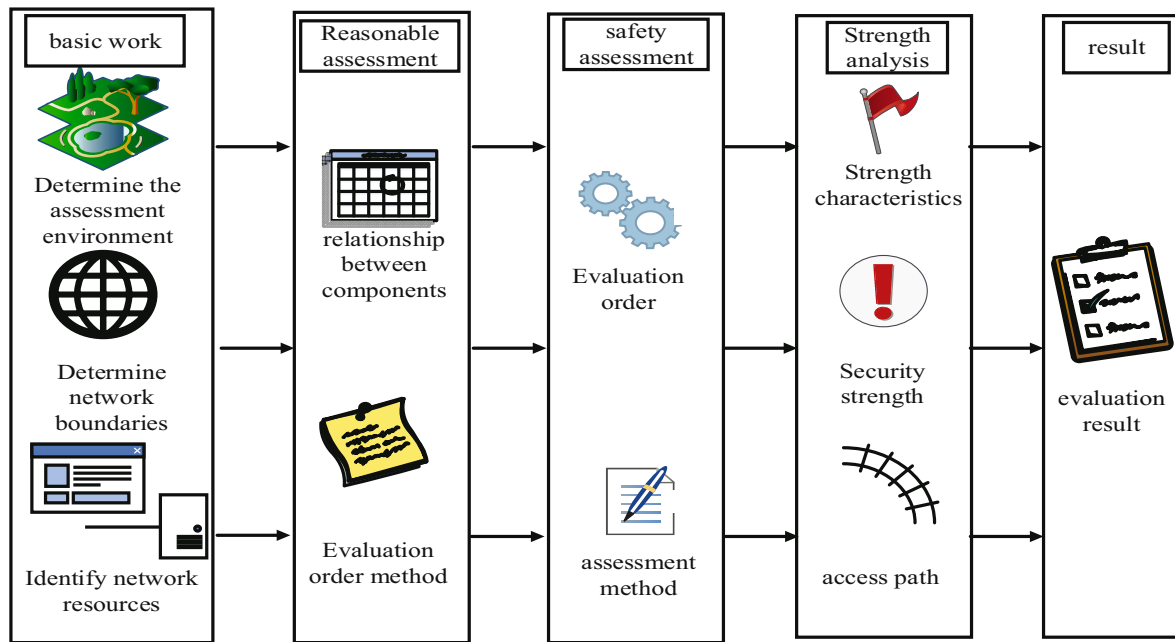 basic work
Determine the
assessment
environment
Determine
network
boundaries
Identify network
resources
Reasonable
assessment
relationship
between
components
Evaluation
order method
safety
assessment
Evaluation
order
assessment
method
Strength
analysis
Strength
characteristics
Security
strength
access path
result
evaluation
result